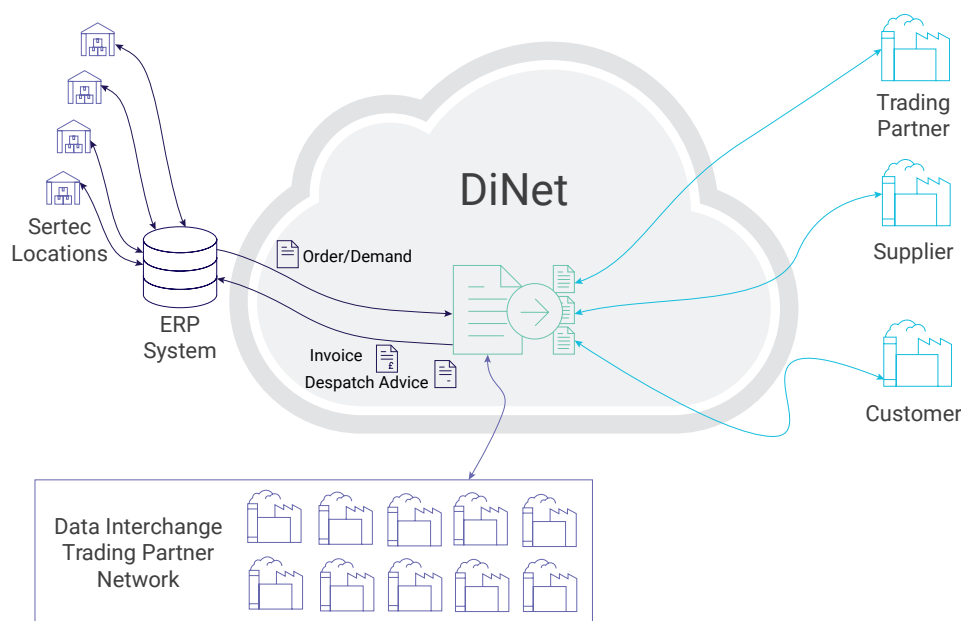 Sertec
Locations
ERP
System
DiNet
Order/Demand
Invoice
£
Despatch Advice
Trading
Partner
Supplier
Customer
Data Interchange
Trading Partner
Network